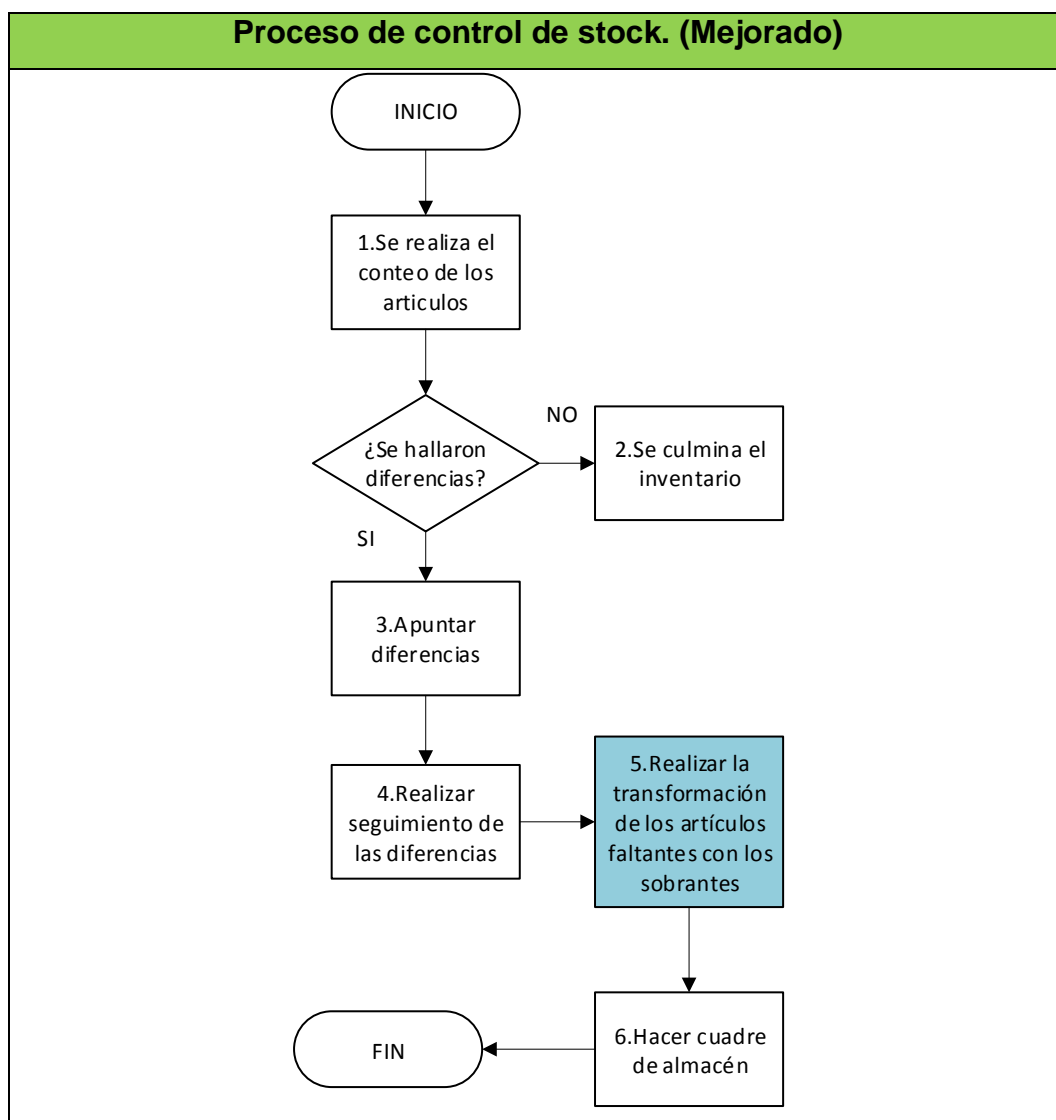 Proceso de control de stock. (Mejorado)
INICIO
1.Se realiza el
conteo de los
articulos
¿Se hallaron
diferencias?
NO
2.Se culmina el
inventario
SI
3.Apuntar
diferencias
4.Realizar
seguimiento de
las diferencias
5.Realizar la
transformación
de los artículos
faltantes con los
sobrantes
6.Hacer cuadre
de almacén
FIN